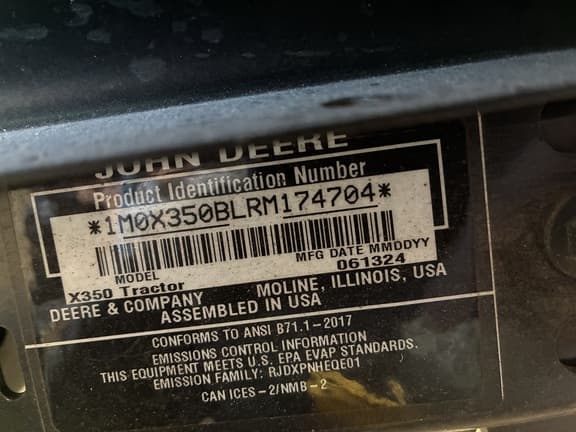 JOHN DEERE
Product Identification Number
*1M0X350BLRM174704*
MODEL MFG DATE MMDDYY
X350 Tractor 061324
DEERE & COMPANY MOLINE, ILLINOIS, USA
ASSEMBLED IN USA
CONFORMS TO ANSI B71.1-2017
EMISSIONS CONTROL INFORMATION
THIS EQUIPMENT MEETS U.S. EPA EVAP STANDARDS.
EMISSION FAMILY: RJDXPNHEQE01
CAN ICES-2/NMB-2